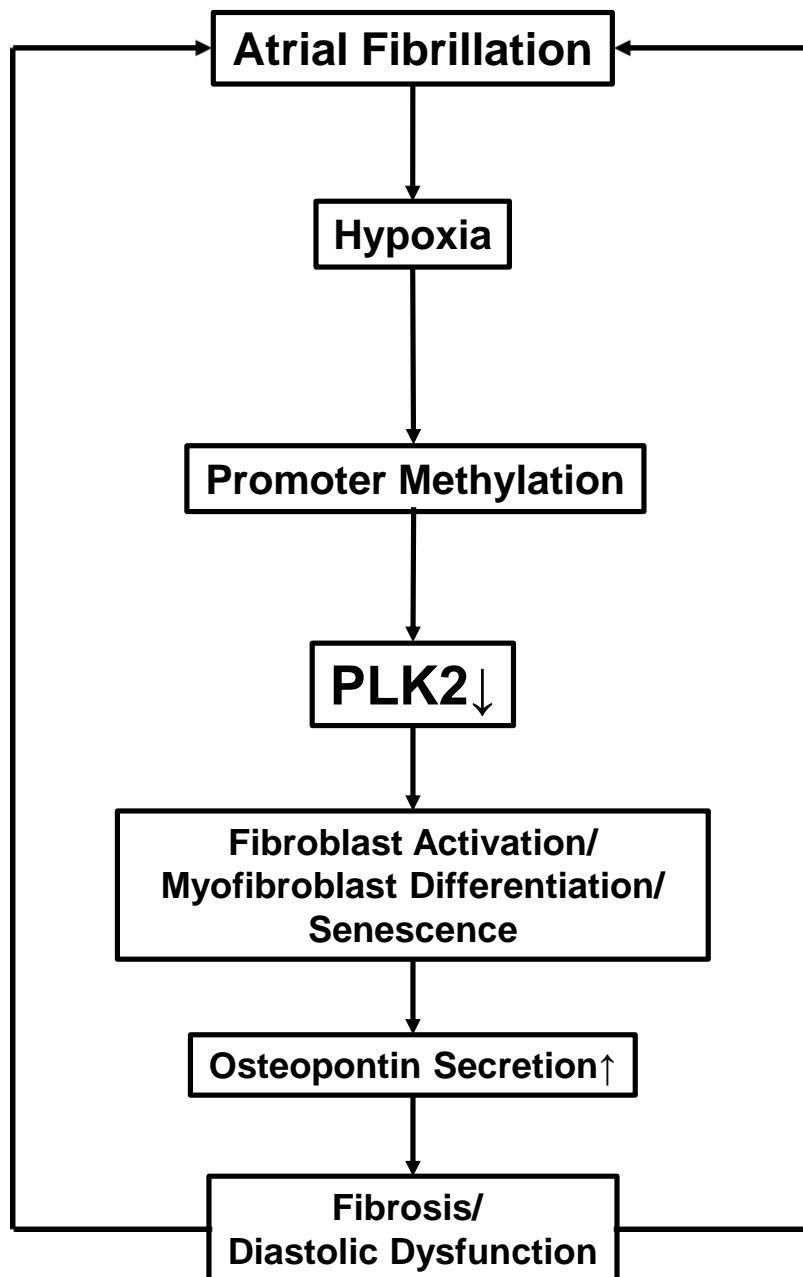 Atrial Fibrillation
Hypoxia
Promoter Methylation
PLK2↓
Fibroblast Activation/
Myofibroblast Differentiation/
Senescence
Osteopontin Secretion↑
Fibrosis/
Diastolic Dysfunction